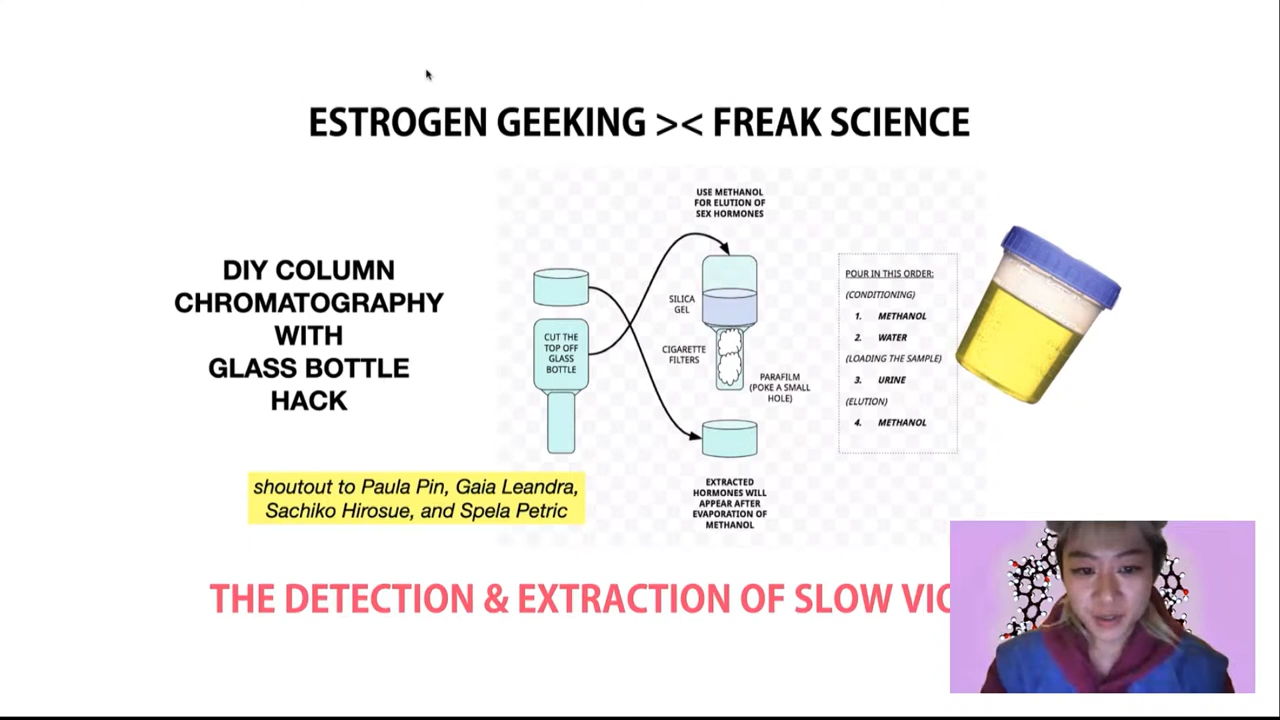 ESTROGEN GEEKING >< FREAK SCIENCE
DIY COLUMN
CHROMATOGRAPHY
WITH
GLASS BOTTLE
HACK
shoutout to Paula Pin, Gaia Leandra,
Sachiko Hirosue, and Spela Petric
CUT THE
TOP OFF
GLASS
BOTTLE
USE METHANOL
FOR ELUTION OF
SEX HORMONES
SILICA
GEL
CIGARETTE
FILTERS
PARAFILM
(POKE A SMALL
HOLE)
EXTRACTED
HORMONES WILL
APPEAR AFTER
EVAPORATION OF
METHANOL
POUR IN THIS ORDER:
(CONDITIONING)
1. METHANOL
2. WATER
(LOADING THE SAMPLE)
3. URINE
(ELUTION)
4. METHANOL
THE DETECTION & EXTRACTION OF SLOW